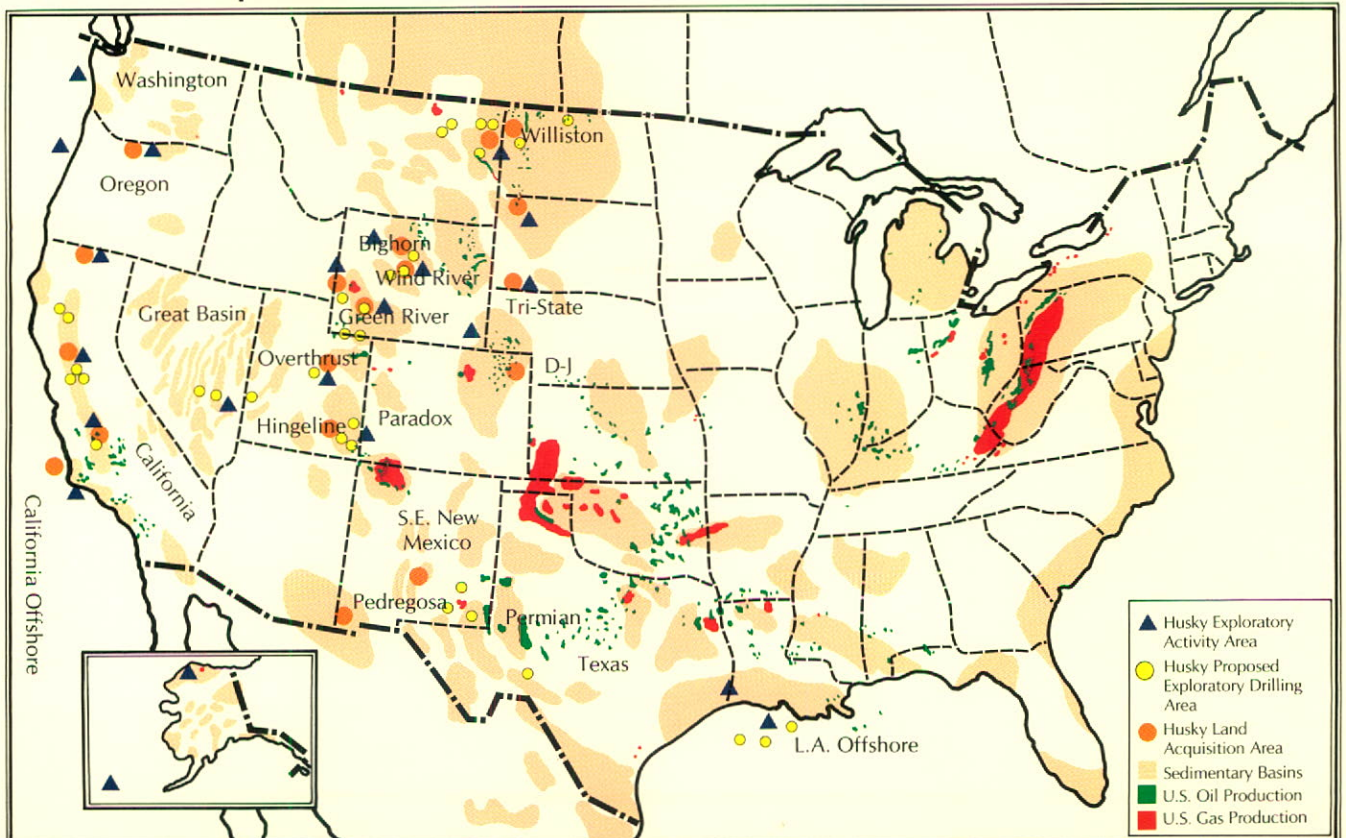 Washington
Oregon
Williston
Bighorn
Wind River
Green River
Tri-State
Great Basin
Overthrust
D-J
Hingeline
Paradox
California
California Offshore
S.E. New
Mexico
Pedregosa
Permian
Texas
L.A. Offshore
Husky Exploratory
Activity Area
Husky Proposed
Exploratory Drilling
Area
Husky Land
Acquisition Area
Sedimentary Basins
U.S. Oil Production
U.S. Gas Production